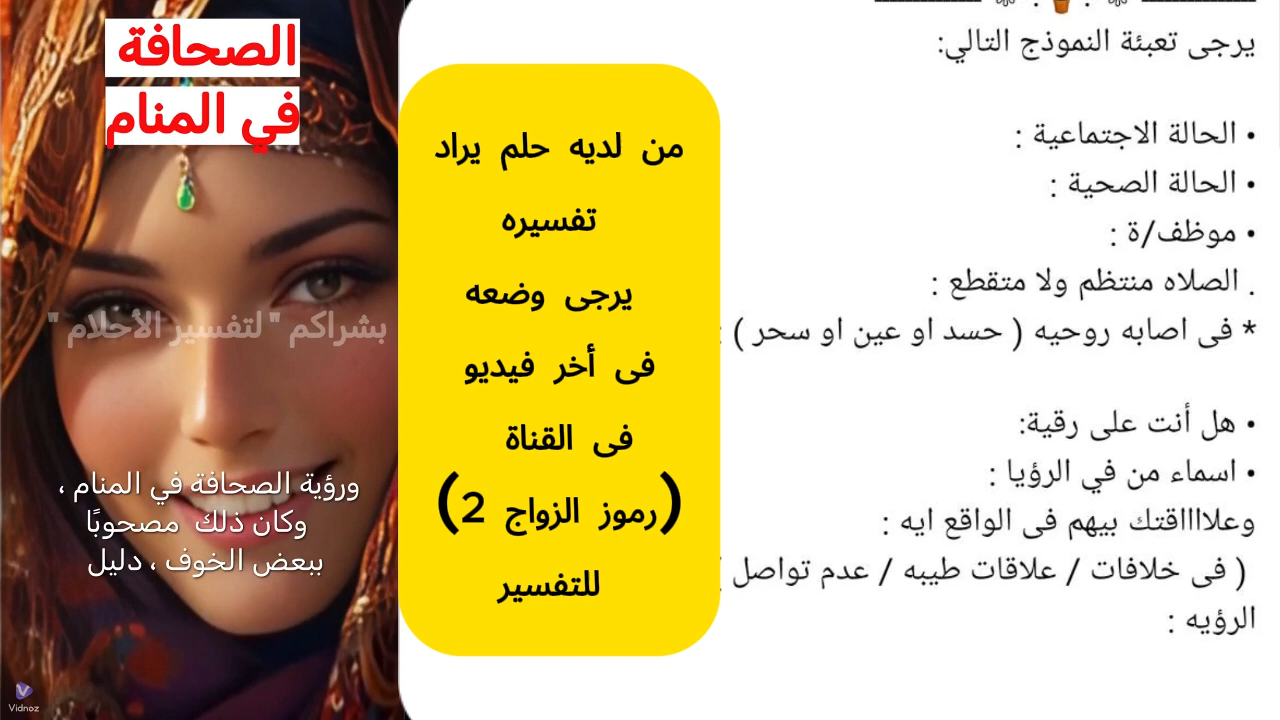 الصحافة
في المنام
بشراكم " لتفسير الأحلام "
ورؤية الصحافة في المنام ،
وكان ذلك مصحوبًا
ببعض الخوف ، دليل
Vidnoz
من لديه حلم يراد
تفسيره
يرجى وضعه
فى أخر فيديو
فى القناة
(رموز الزواج 2)
للتفسير
يرجى تعبئة النموذج التالي:
• الحالة الاجتماعية :
• الحالة الصحية :
• موظف/ة :
. الصلاه منتظم ولا متقطع :
* فى اصابه روحيه ( حسد او عين او سحر ) :
• هل أنت على رقية:
• اسماء من في الرؤيا :
وعلااااقتك بيهم فى الواقع ايه :
( فى خلافات / علاقات طيبه / عدم تواصل )
الرؤيه :